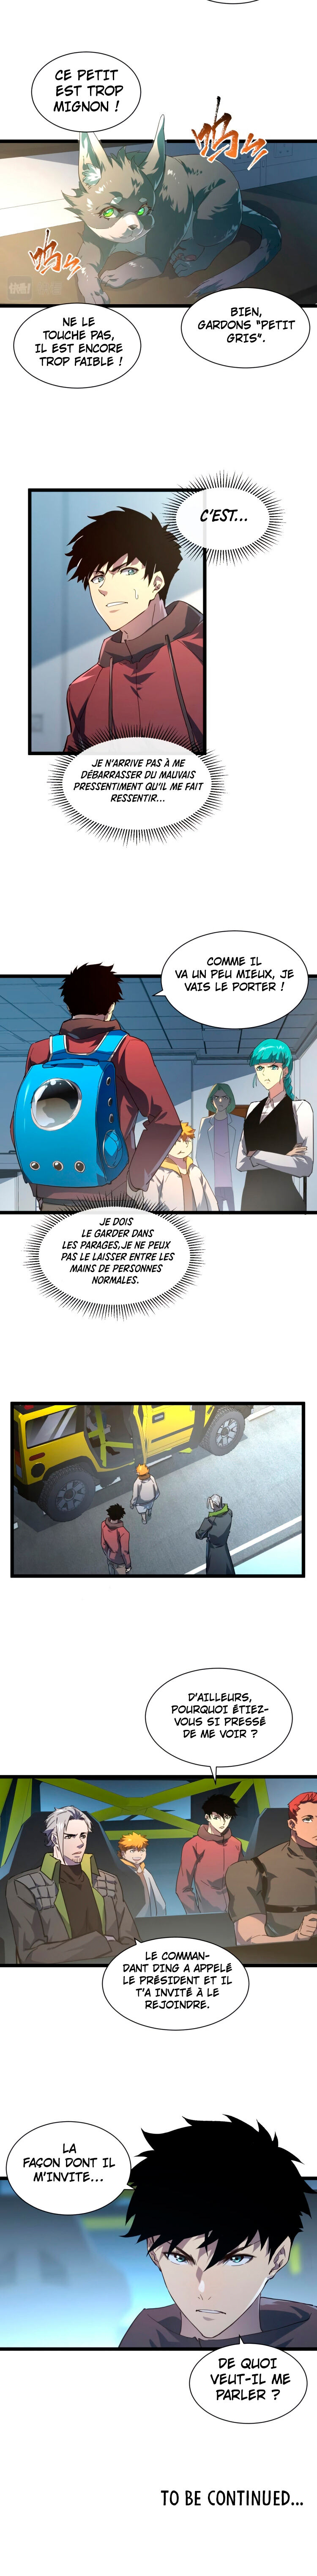 CE PETIT
EST TROP
MIGNON !
呜
呜
NE LE
TOUCHE PAS,
IL EST ENCORE
TROP FAIBLE !
BIEN,
GARDONS "PETIT
GRIS".
C'EST...
JE N'ARRIVE PAS À ME
DÉBARRASSER DU MAUVAIS
PRESSENTIMENT QU'IL ME FAIT
RESSENTIR...
COMME IL
VA UN PEU MIEUX, JE
VAIS LE PORTER !
JE DOIS
LE GARDER DANS
LES PARAGES,JE NE PEUX
PAS LE LAISSER ENTRE LES
MAINS DE PERSONNES
NORMALES.
D'AILLEURS,
POURQUOI ÉTIEZ-
VOUS SI PRESSÉ
DE ME VOIR ?
LE COMMAN-
DANT DING A APPELÉ
LE PRÉSIDENT ET IL
T'A INVITÉ À LE
REJOINDRE.
LA
FAÇON DONT IL
M'INVITE...
DE QUOI
VEUT-IL ME
PARLER ?
TO BE CONTINUED...